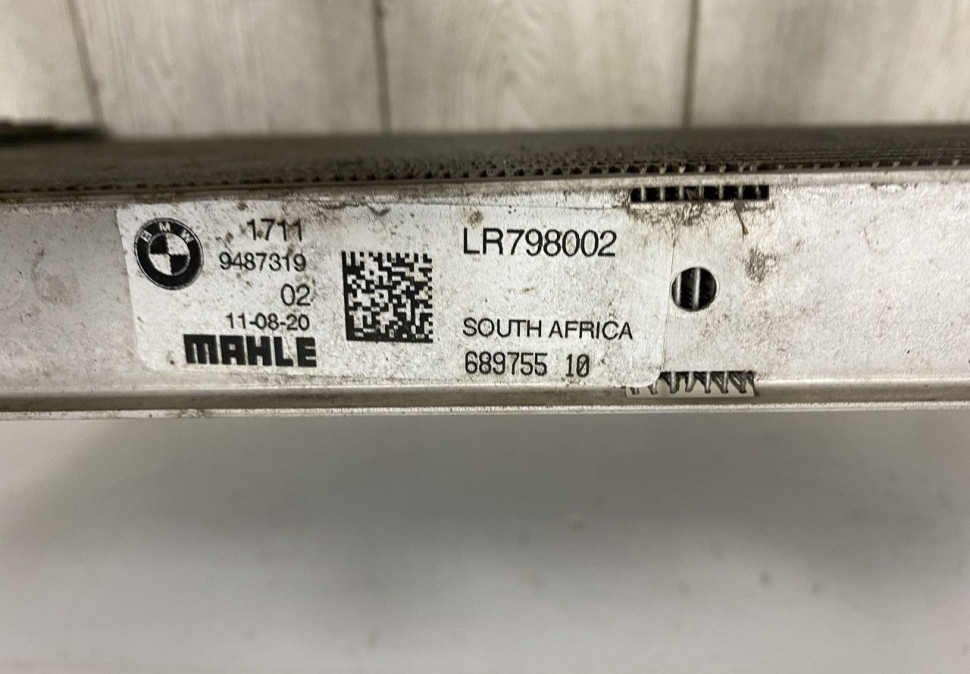 BMW
1711
9487319
02
11-08-20
MAHLE
LR798002
SOUTH AFRICA
689755 10